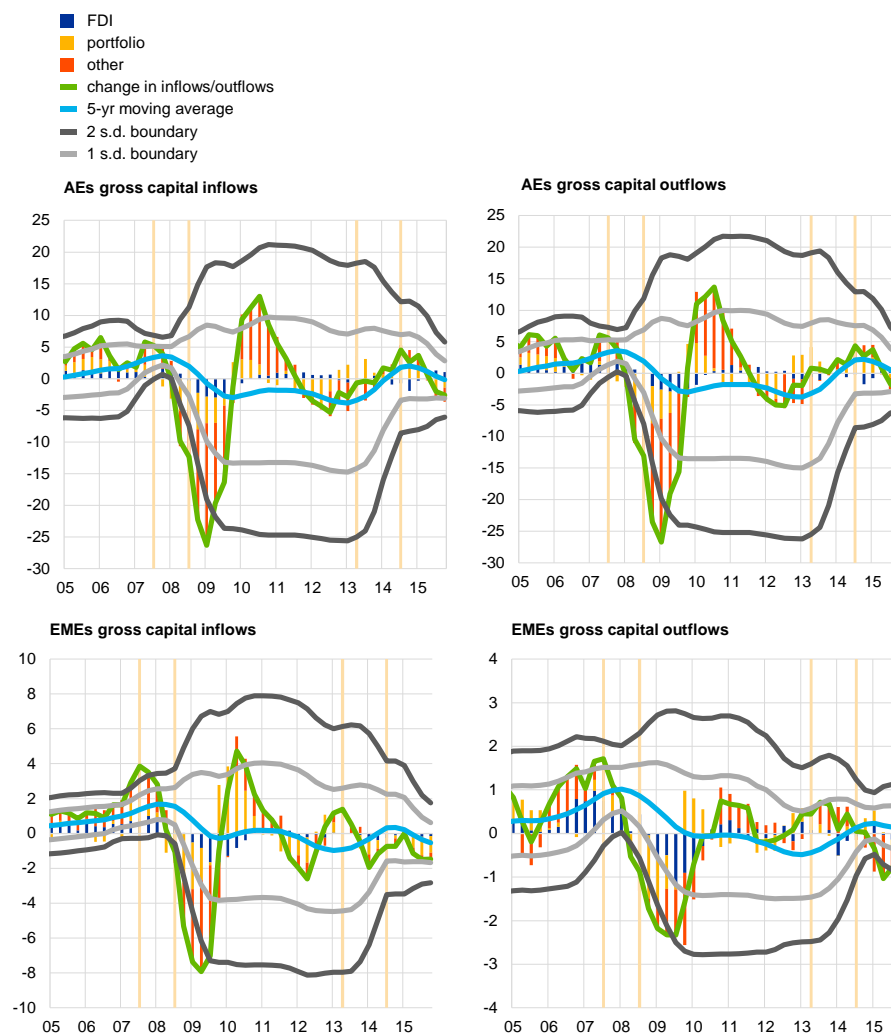 FDI
portfolio
other
change in inflows/outflows
5-yr moving average
2 s.d. boundary
1 s.d. boundary
AEs gross capital inflows
25
20
15
10
5
0
-5
-10
-15
-20
-25
-30
05 06 07 08 09 10 11 12 13 14 15
AEs gross capital outflows
25
20
15
10
5
0
-5
-10
-15
-20
-25
-30
05 06 07 08 09 10 11 12 13 14 15
EMEs gross capital inflows
10
8
6
4
2
0
-2
-4
-6
-8
-10
05 06 07 08 09 10 11 12 13 14 15
EMEs gross capital outflows
4
3
2
1
0
-1
-2
-3
-4
05 06 07 08 09 10 11 12 13 14 15